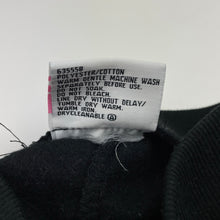 635558
POLYESTER/COTTON
WARM GENTLE MACHINE WASH
SEPARATELY BEFORE USE.
DO NOT SOAK.
DO NOT BLEACH.
LINE DRY WITHOUT DELAY/
TUMBLE DRY WARM.
WARM IRON.
DRYCLEANABLE Ⓟ